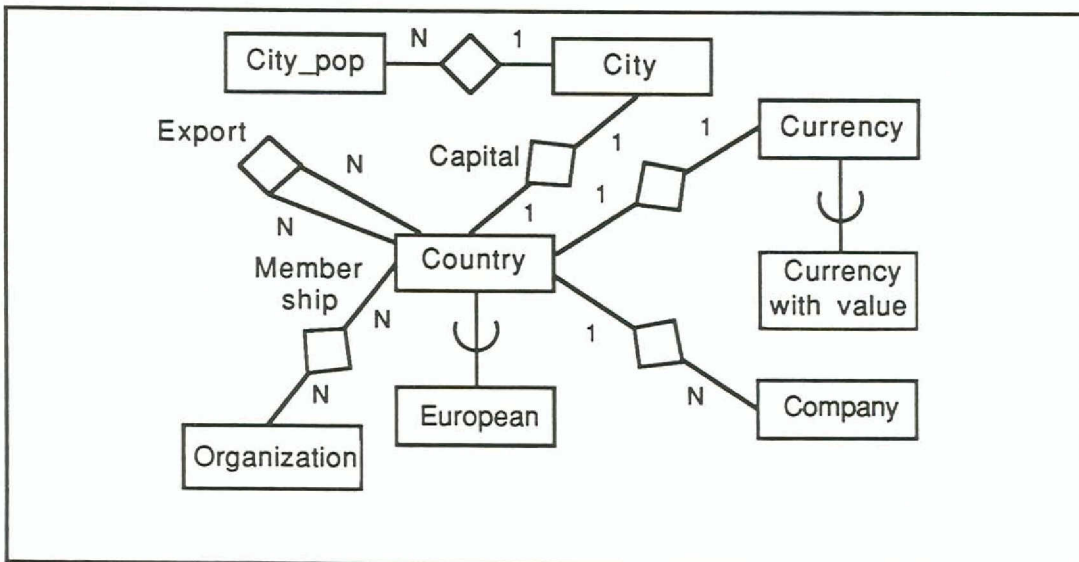 N
1
City_pop
City
Export
N
Capital
1
1
Currency
1
1
N
Country
Member
ship
N
1
Currency
with value
N
European
N
Company
Organization